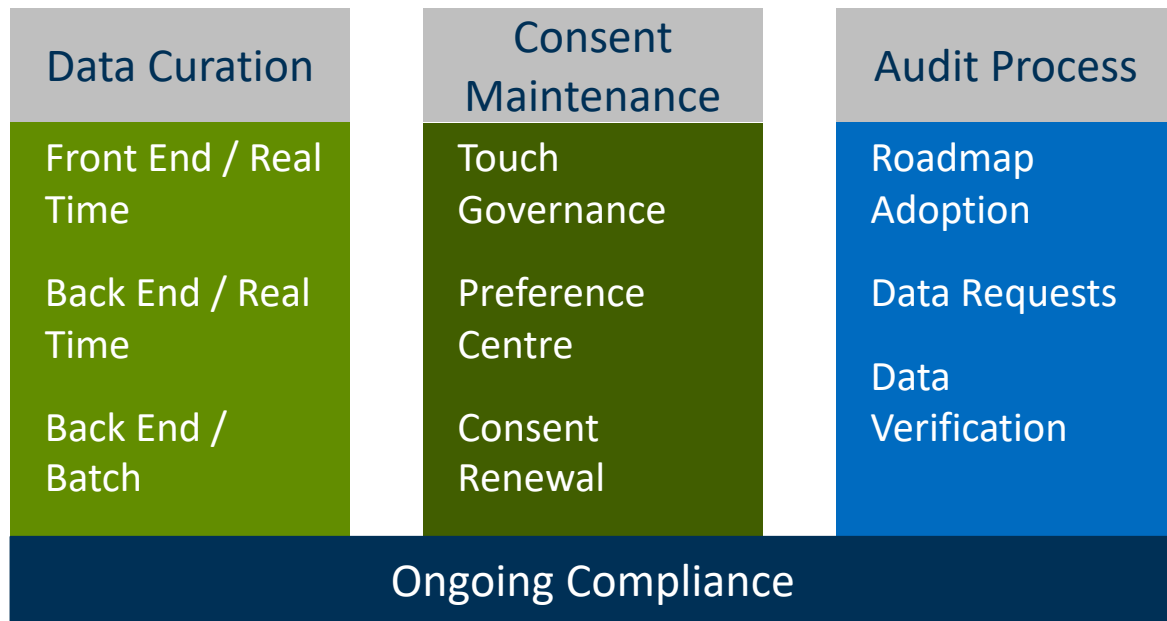 Data Curation
Front End / Real
Time
Back End / Real
Time
Back End /
Batch
Consent
Maintenance
Touch
Governance
Preference
Centre
Consent
Renewal
Audit Process
Roadmap
Adoption
Data Requests
Data
Verification
Ongoing Compliance